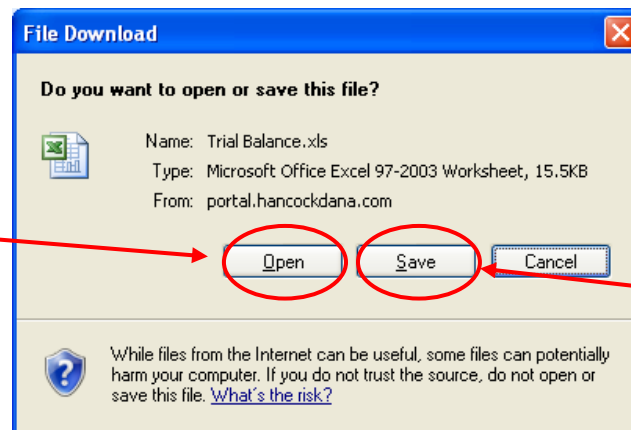 File Download
Do you want to open or save this file?
Name: Trial Balance.xls
Type: Microsoft Office Excel 97-2003 Worksheet, 15.5KB
From: portal.hancockdana.com
Open Save Cancel
While files from the Internet can be useful, some files can potentially
harm your computer. If you do not trust the source, do not open or
save this file. What's the risk?